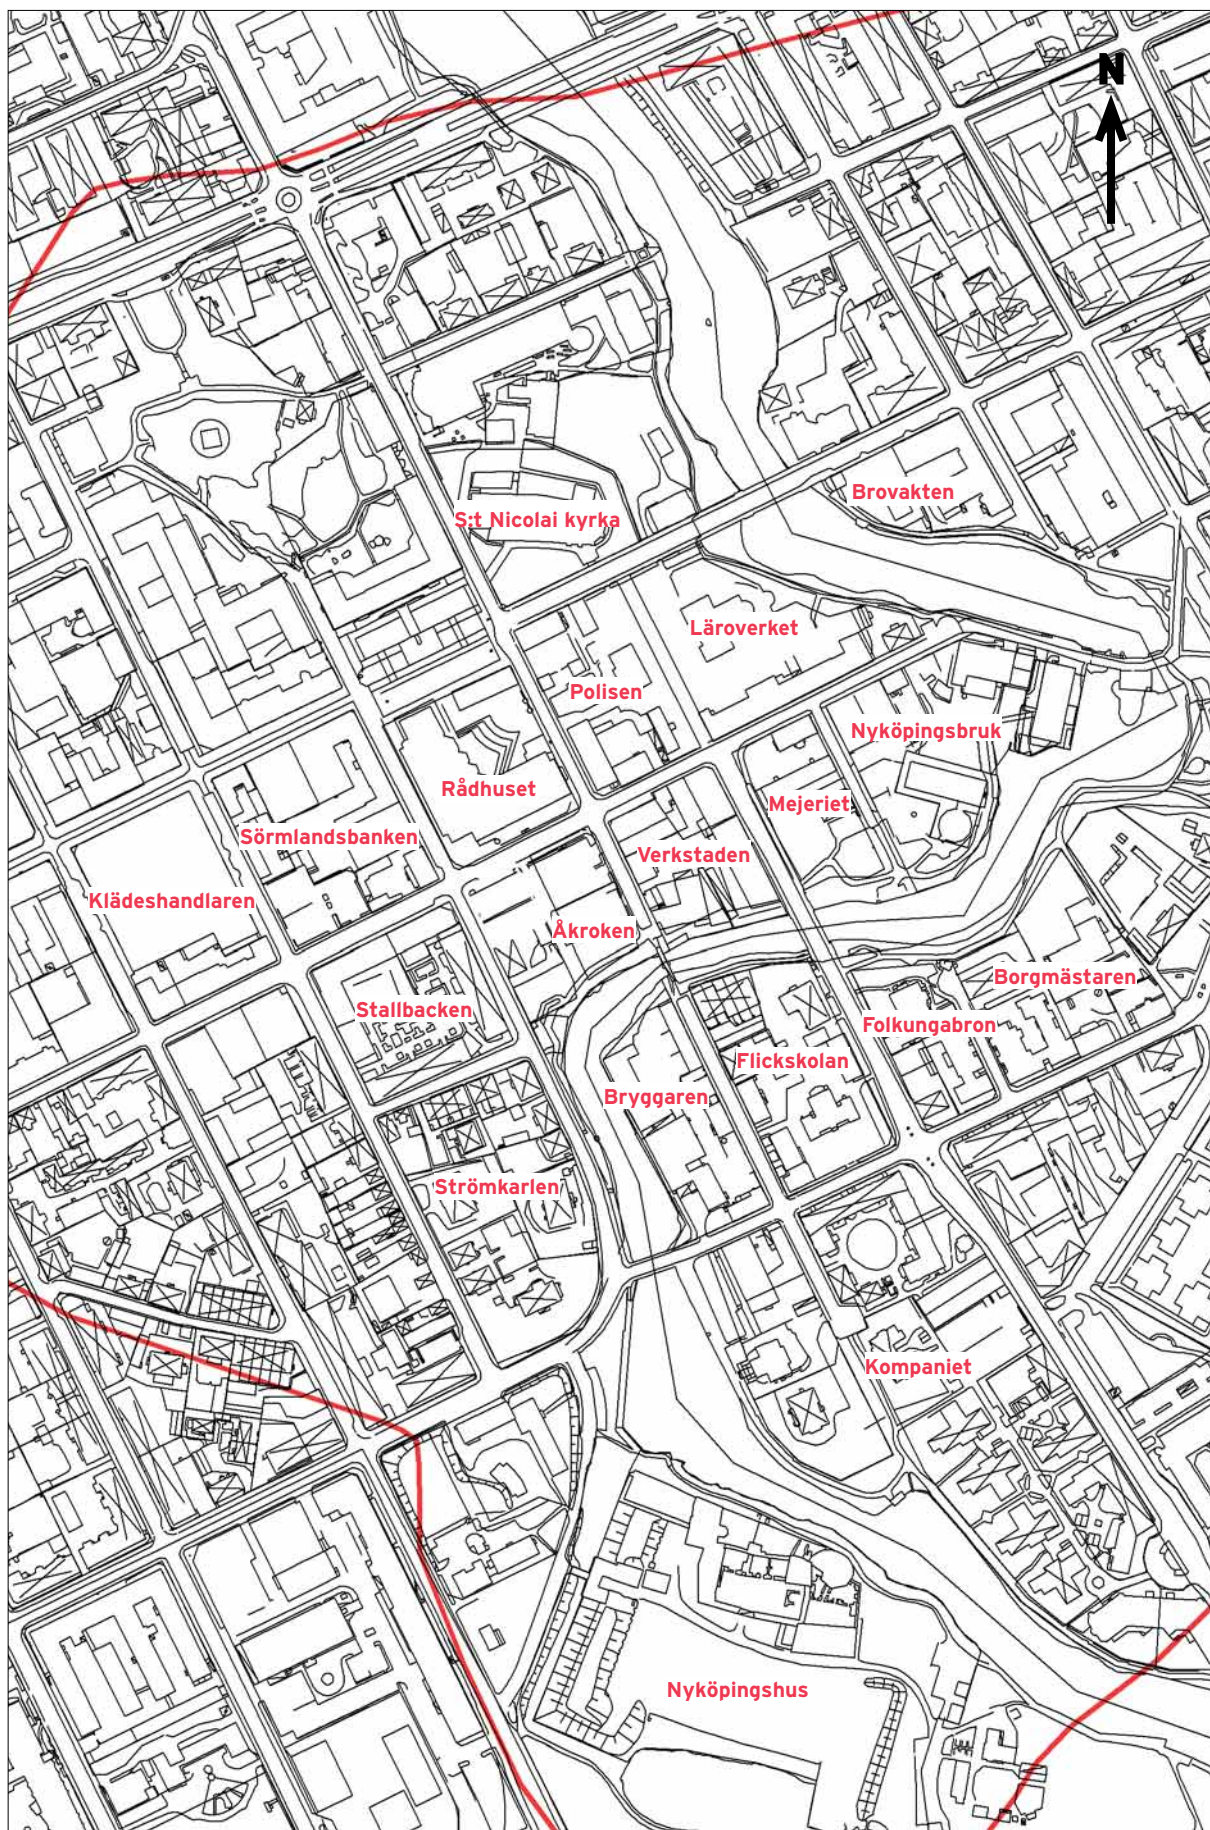 N
Brovakten
S:t Nicolai kyrka
Läroverket
Polisen
Nyköpingsbruk
Rådhuset
Mejeriet
Sörmlandsbanken
Verkstaden
Klädeshandlaren
Åkroken
Borgmästaren
Stallbacken
Folkungabron
Flickskolan
Bryggaren
Strömkarlen
Kompaniet
Nyköpingshus